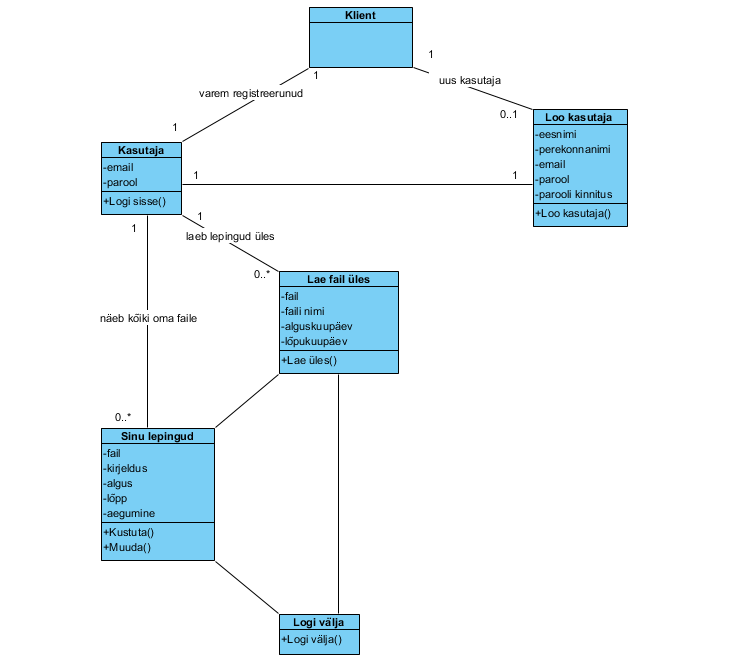 Klient
1
1
uus kasutaja
varem registreerunud
0..1
Loo kasutaja
-eesnimi
-perekonnanimi
-email
-parool
-parooli kinnitus
+Loo kasutaja()
1
Kasutaja
-email
-parool
+Logi sisse()
1
1
1
1
laeb lepingud üles
0..*
Lae fail üles
-fail
-faili nimi
-alguskuupäev
-lõpukuupäev
+Lae üles()
näeb kõiki oma faile
0..*
Sinu lepingud
-fail
-kirjeldus
-algus
-lõpp
-aegumine
+Kustuta()
+Muuda()
Logi välja
+Logi välja()